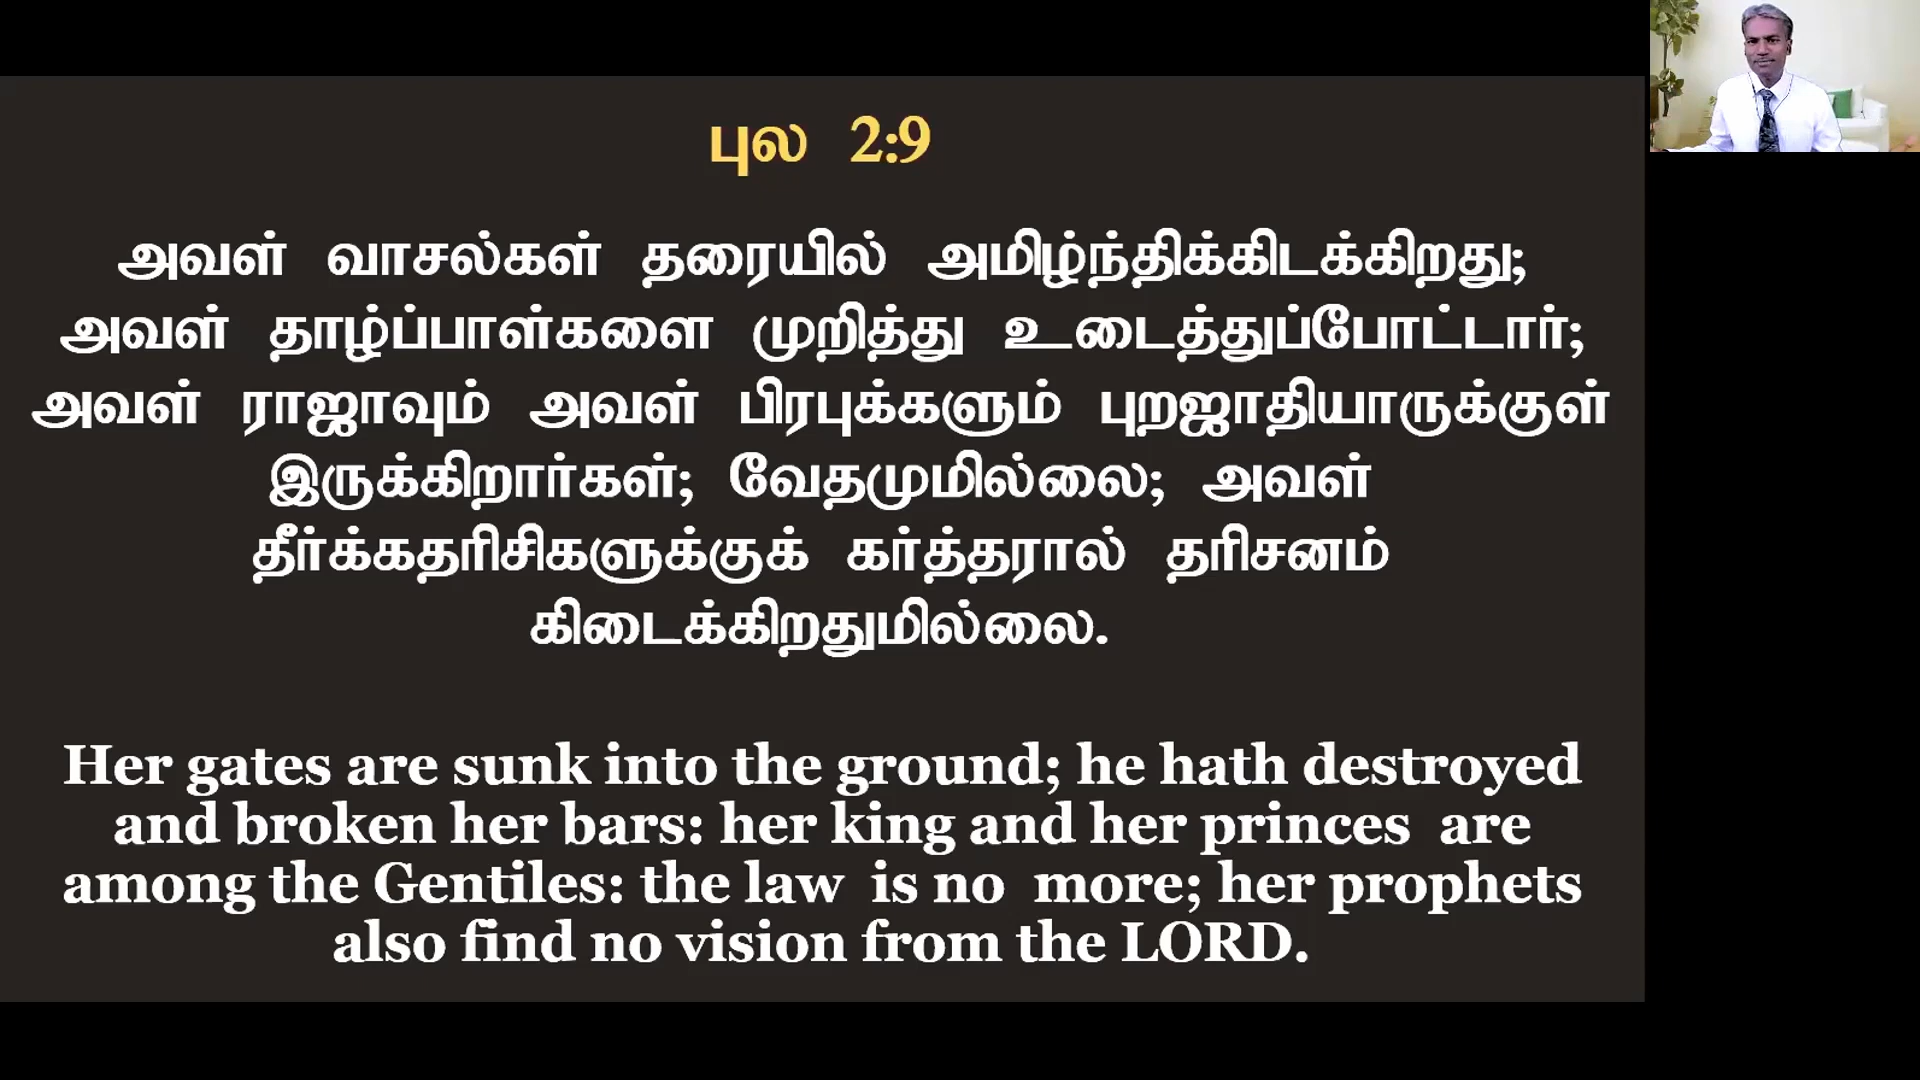 புல 2:9
அவள் வாசல்கள் தரையில் அமிழ்ந்திக்கிடக்கிறது;
அவள் தாழ்ப்பாள்களை முறித்து உடைத்துப்போட்டார்;
அவள் ராஜாவும் அவள் பிரபுக்களும் புறஜாதியாருக்குள்
இருக்கிறார்கள்; வேதமுமில்லை; அவள்
தீர்க்கதரிசிகளுக்குக் கர்த்தரால் தரிசனம்
கிடைக்கிறதுமில்லை.
Her gates are sunk into the ground; he hath destroyed
and broken her bars: her king and her princes are
among the Gentiles: the law is no more; her prophets
also find no vision from the LORD.